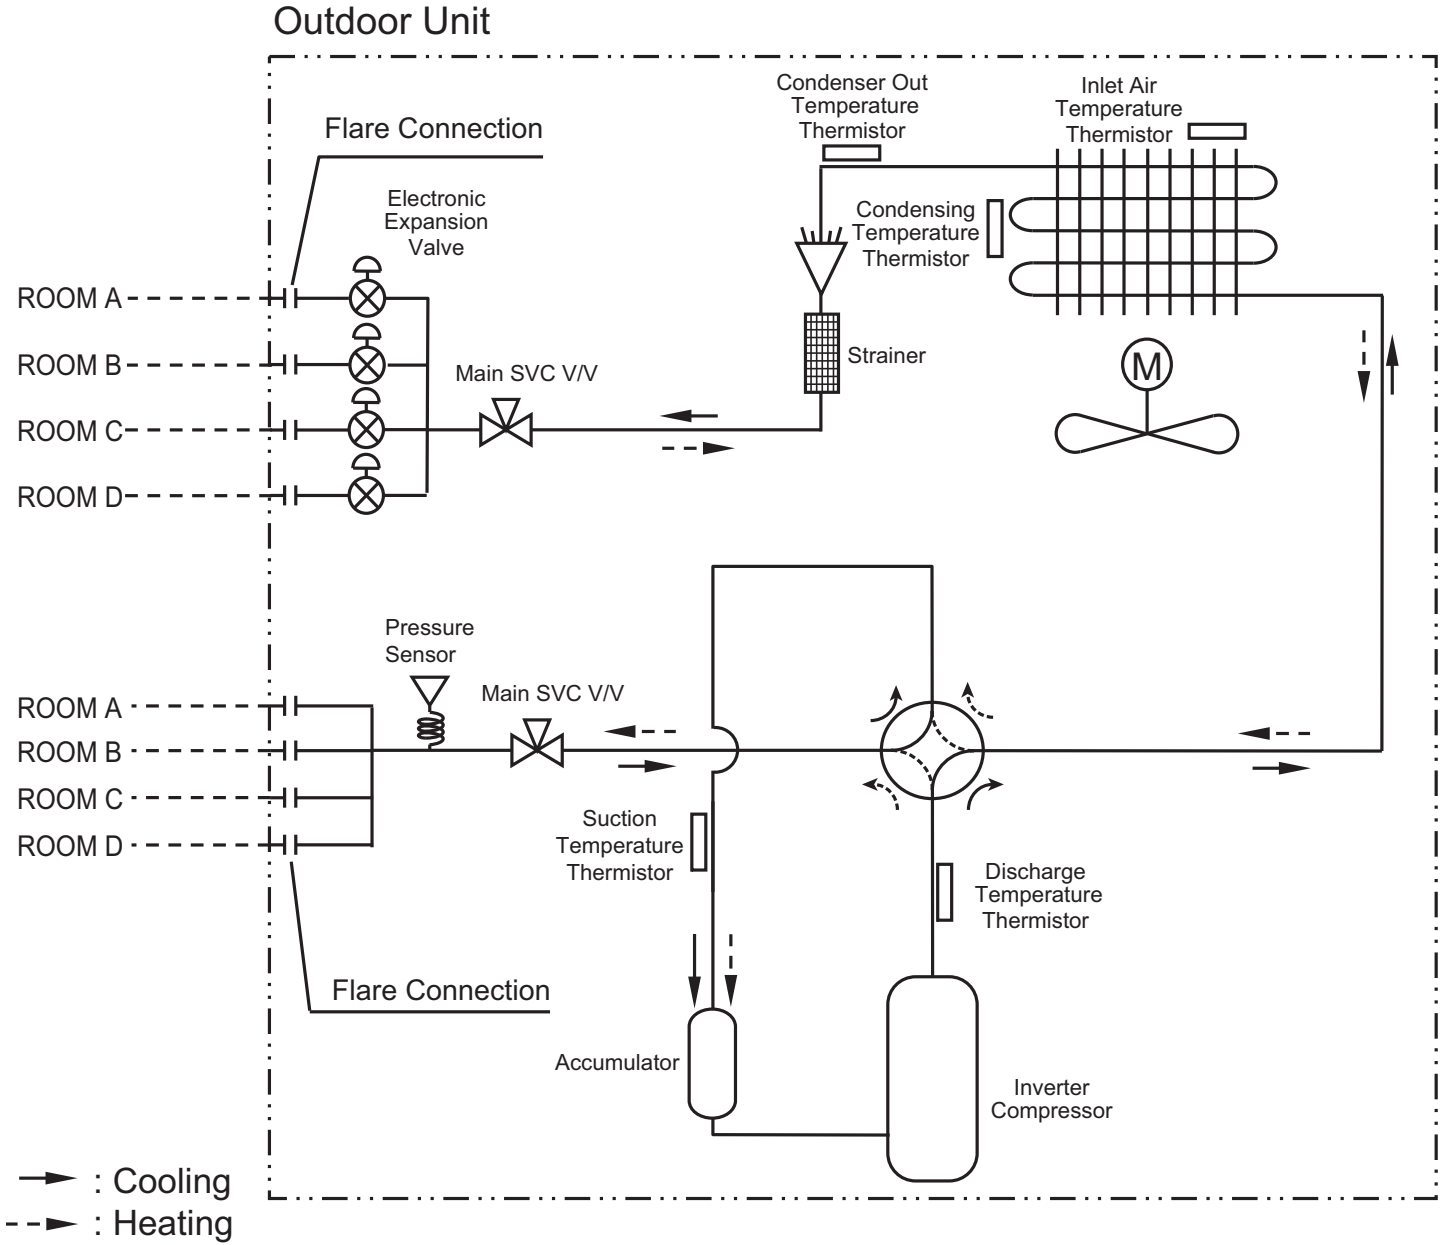 Outdoor Unit
Condenser Out
Temperature
Thermistor
Inlet Air
Temperature
Thermistor
Flare Connection
Electronic
Expansion
Valve
Condensing
Temperature
Thermistor
ROOM A
ROOM B
ROOM C
ROOM D
Main SVC V/V
Strainer
M
Pressure
Sensor
Main SVC V/V
ROOM A
ROOM B
ROOM C
ROOM D
Suction
Temperature
Thermistor
Discharge
Temperature
Thermistor
Flare Connection
Accumulator
Inverter
Compressor
: Cooling
: Heating